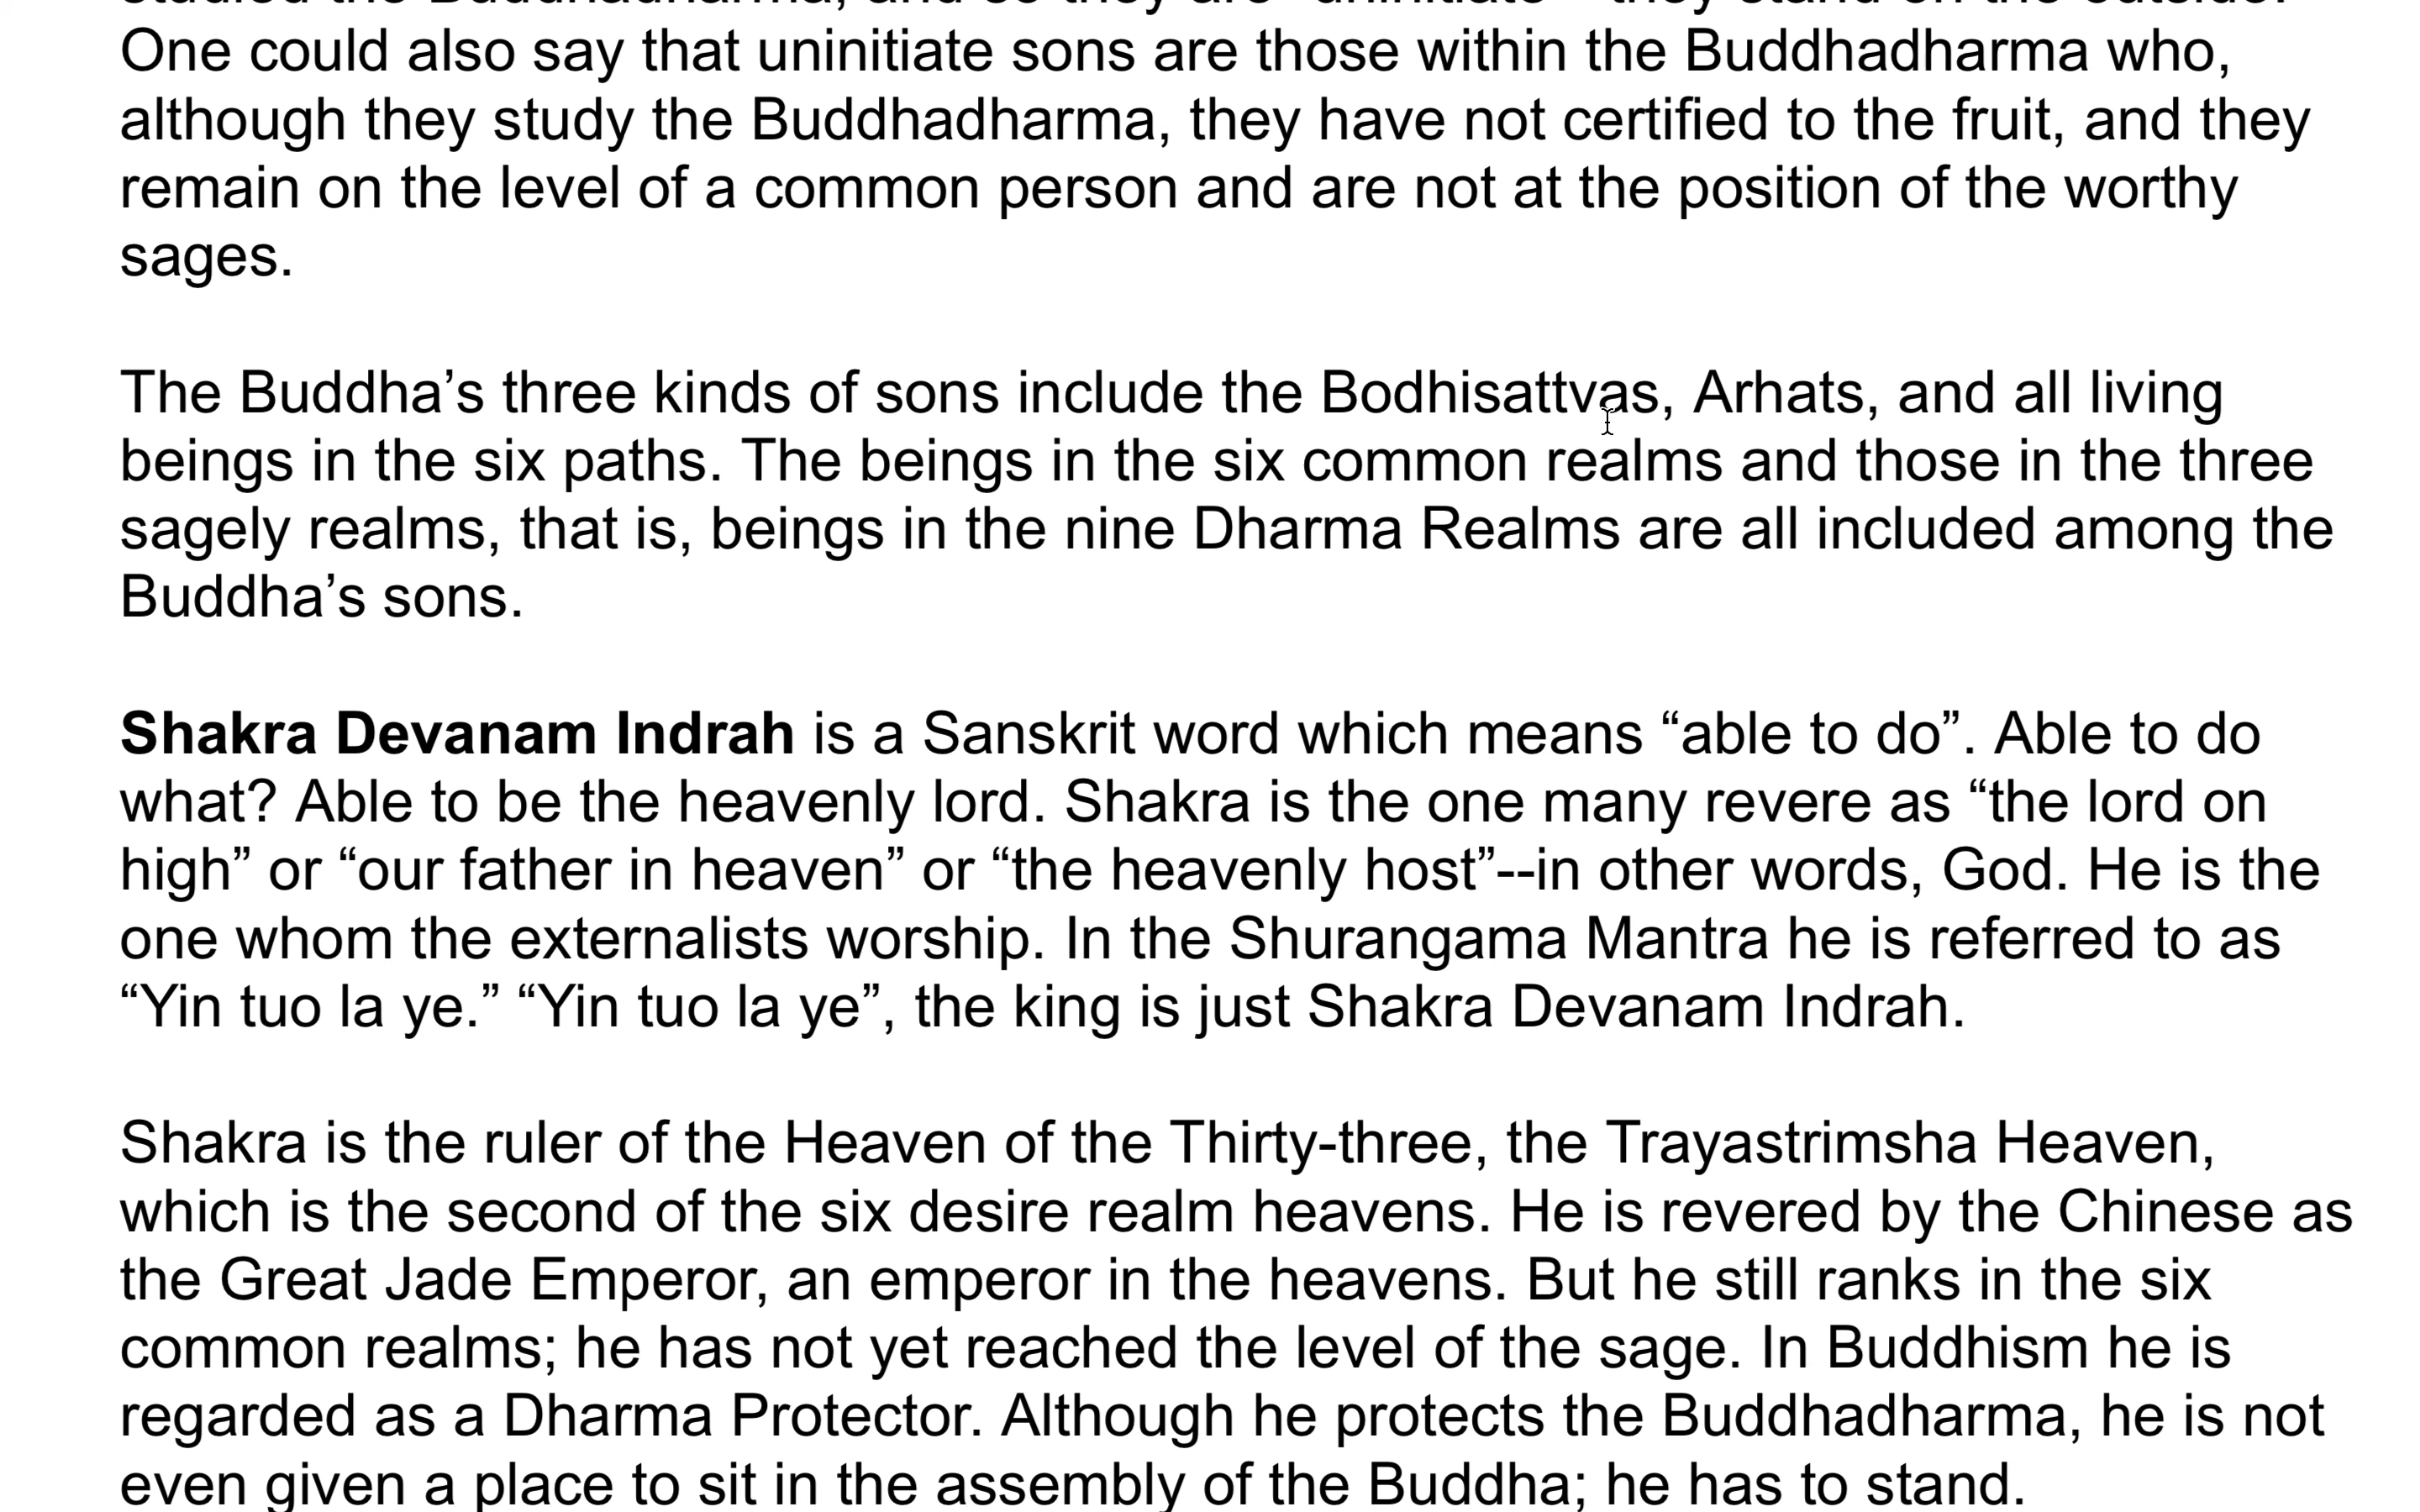 One could also say that uninitiate sons are those within the Buddhadharma who,
although they study the Buddhadharma, they have not certified to the fruit, and they
remain on the level of a common person and are not at the position of the worthy
sages.
The Buddha’s three kinds of sons include the Bodhisattvas, Arhats, and all living
beings in the six paths. The beings in the six common realms and those in the three
sagely realms, that is, beings in the nine Dharma Realms are all included among the
Buddha’s sons.
Shakra Devanam Indrah is a Sanskrit word which means “able to do”. Able to do
what? Able to be the heavenly lord. Shakra is the one many revere as “the lord on
high” or “our father in heaven” or “the heavenly host”--in other words, God. He is the
one whom the externalists worship. In the Shurangama Mantra he is referred to as
“Yin tuo la ye.” “Yin tuo la ye”, the king is just Shakra Devanam Indrah.
Shakra is the ruler of the Heaven of the Thirty-three, the Trayastrimsha Heaven,
which is the second of the six desire realm heavens. He is revered by the Chinese as
the Great Jade Emperor, an emperor in the heavens. But he still ranks in the six
common realms; he has not yet reached the level of the sage. In Buddhism he is
regarded as a Dharma Protector. Although he protects the Buddhadharma, he is not
even given a place to sit in the assembly of the Buddha; he has to stand.